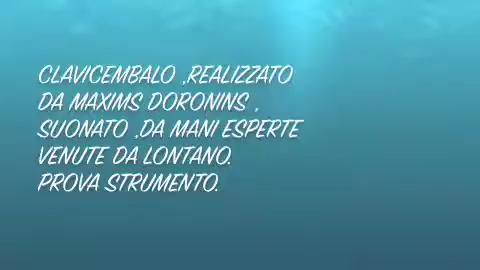 CLAVICEMBALO ,REALIZZATO
DA MAXIMS DORONINS ,
SUONATO ,DA MANI ESPERTE
VENUTE DA LONTANO.
PROVA STRUMENTO.